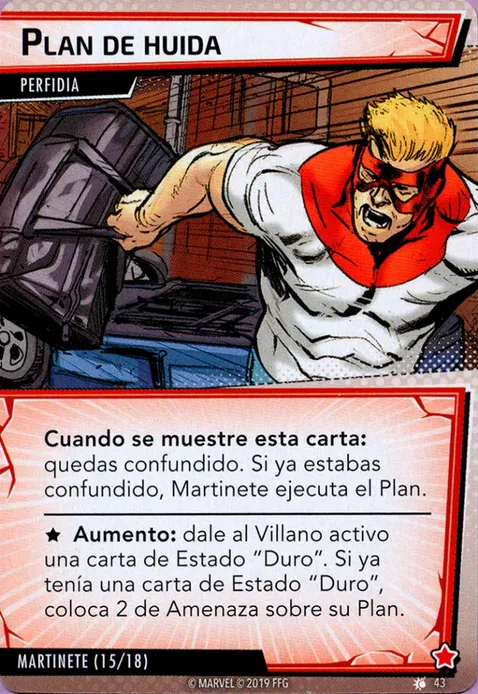 PLAN DE HUIDA
PERFIDIA
Cuando se muestre esta carta:
quedas confundido. Si ya estabas
confundido, Martinete ejecuta el Plan.
★ Aumento: dale al Villano activo
una carta de Estado "Duro". Si ya
tenía una carta de Estado "Duro",
coloca 2 de Amenaza sobre su Plan.
MARTINETE (15/18)
© MARVEL © 2019 FFG
43